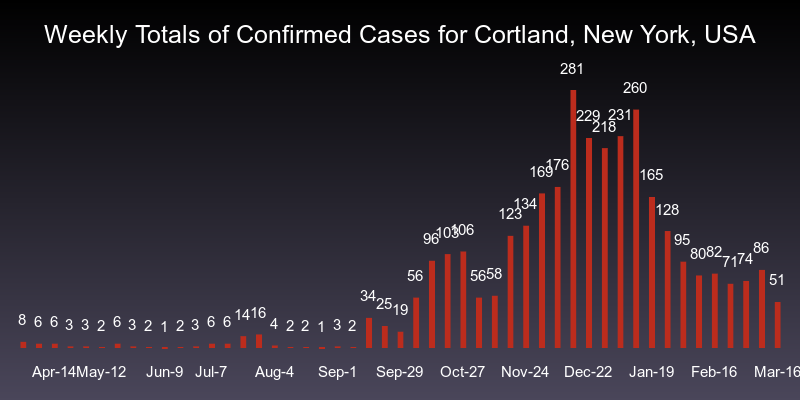 Weekly Totals of Confirmed Cases for Cortland, New York, USA
8 6 6 3 3 2 6 3 2 1 2 3 6 6 14 16 4 2 2 1 3 2 34 25 19 56 96 103 106 56 58 123 134 169 176 281 229 218 231 260 165 128 95 80 82 71 74 86 51
Apr-14 May-12 Jun-9 Jul-7 Aug-4 Sep-1 Sep-29 Oct-27 Nov-24 Dec-22 Jan-19 Feb-16 Mar-16